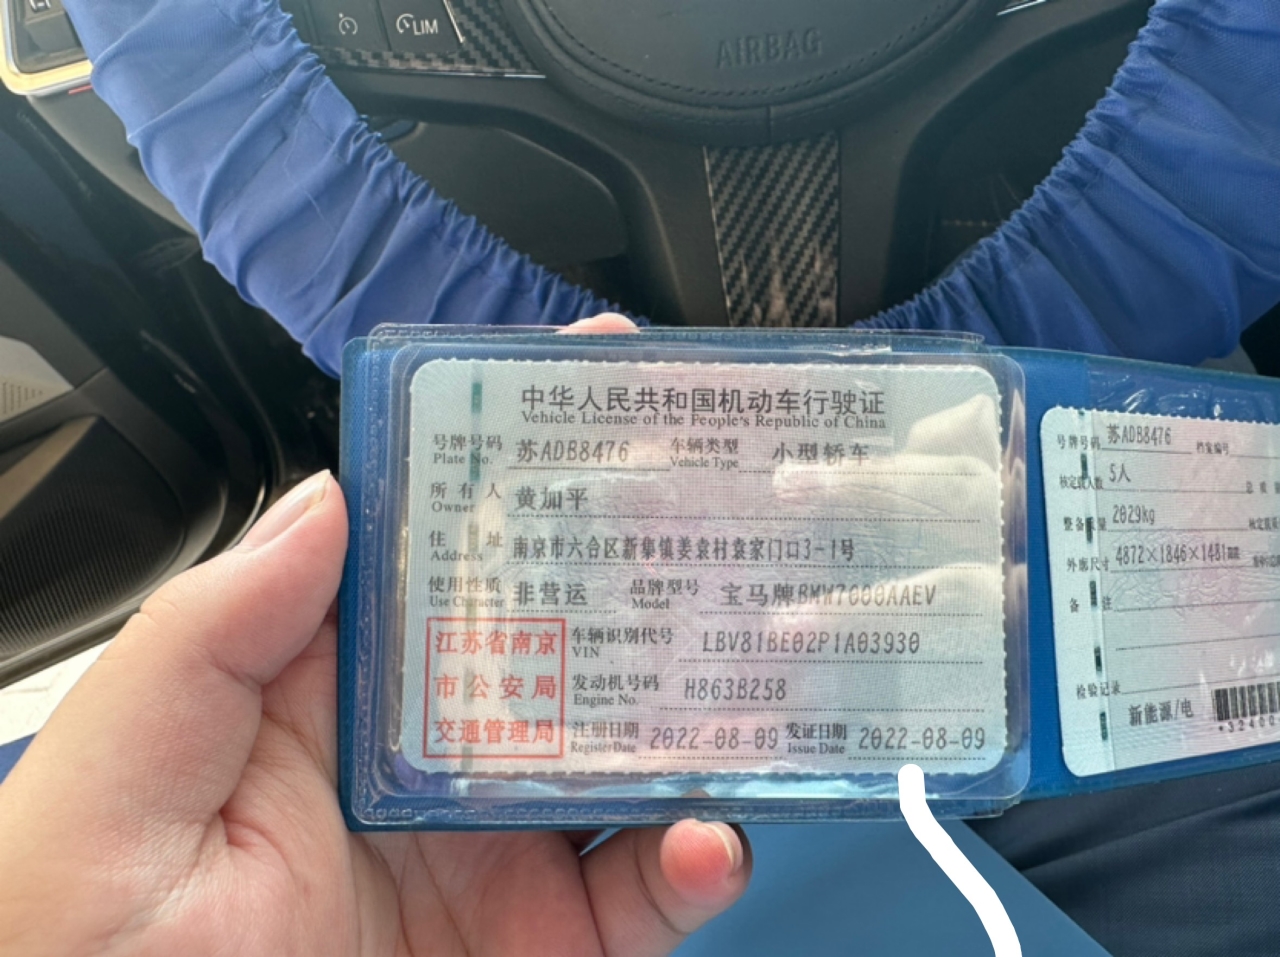 LIM
AIRBAG
中华人民共和国机动车行驶证
Vehicle License of the People's Republic of China
号牌号码 苏ADB8476 车辆类型 小型轿车
Plate No. Vehicle Type
所有人 黄加平
Owner
住址 南京市六合区新集镇姜袁村袁家门口3-1号
Address
使用性质 非营运 品牌型号 宝马牌BMW7000AAEV
Use Character Model
江苏省南京
市公安局
交通管理局
车辆识别代号 LBV81BE02P1A03930
VIN
发动机号码 H863B258
Engine No.
注册日期 2022-08-09 发证日期 2022-08-09
Register Date Issue Date
号牌号码 苏ADB8476 档案编号
核定载人数 5人
整备质量 2029kg
外廓尺寸 4872×1846×1481mm
备注
检验记录
新能源/电